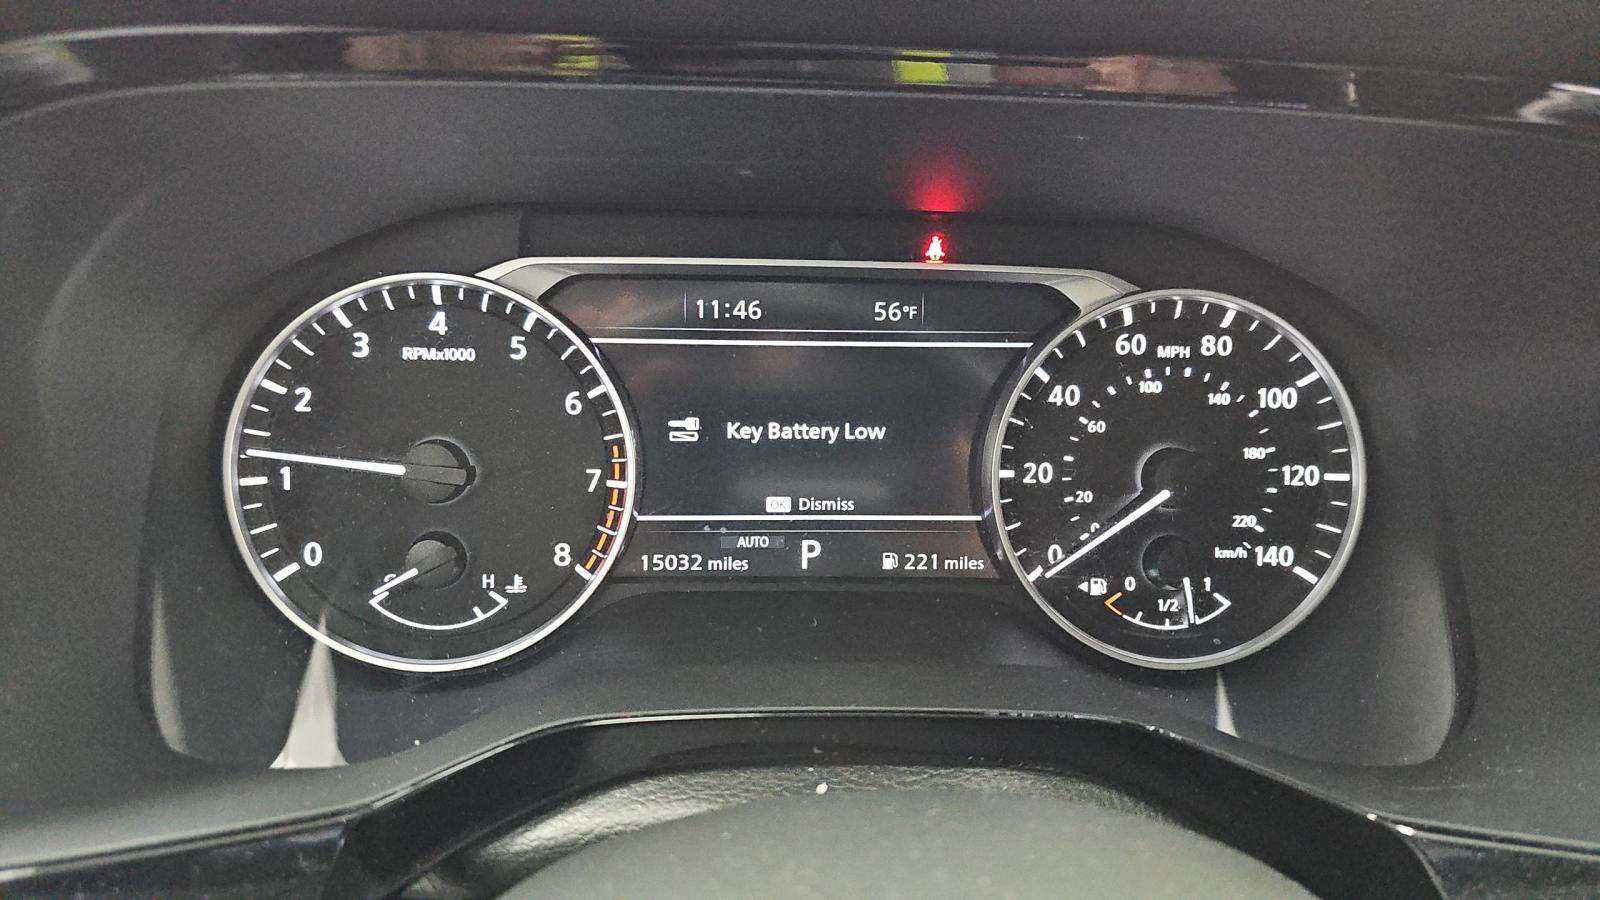 11:46 56°F
Key Battery Low
OK Dismiss
AUTO
15032 miles P 221 miles
0 1 2 3 4 5 6 7 8
RPMx1000
H
0 20 40 60 80 100 120 140
MPH
0 20 60 100 140 180 220
km/h
0 1/2 1